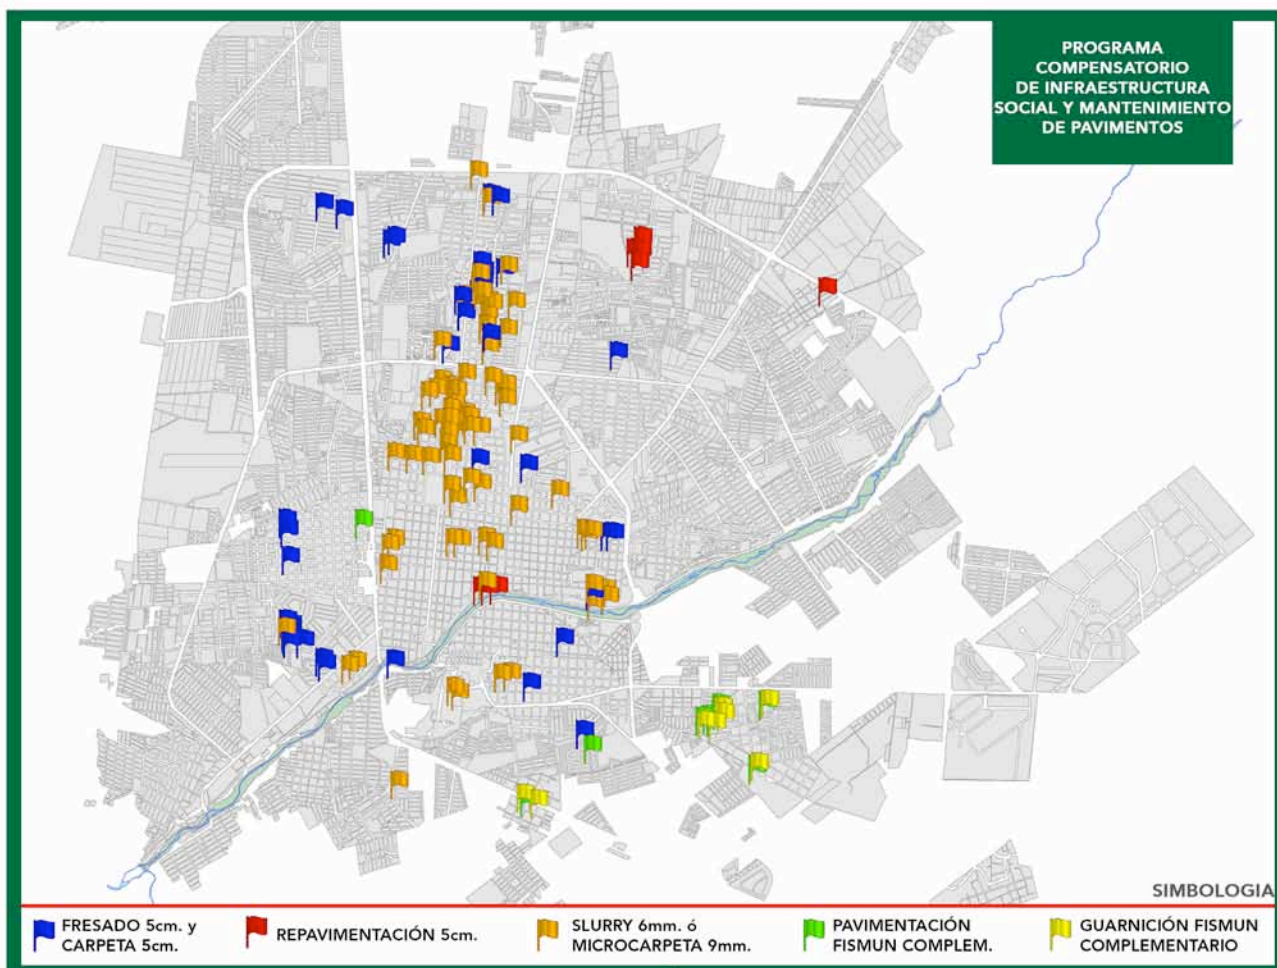 PROGRAMA
COMPENSATORIO
DE INFRAESTRUCTURA
SOCIAL Y MANTENIMIENTO
DE PAVIMENTOS
SIMBOLOGIA
FRESADO 5cm. y
CARPETA 5cm.
REPAVIMENTACIÓN 5cm.
SLURRY 6mm. ó
MICROCARPETA 9mm.
PAVIMENTACIÓN
FISMUN COMPLEM.
GUARNICIÓN FISMUN
COMPLEMENTARIO